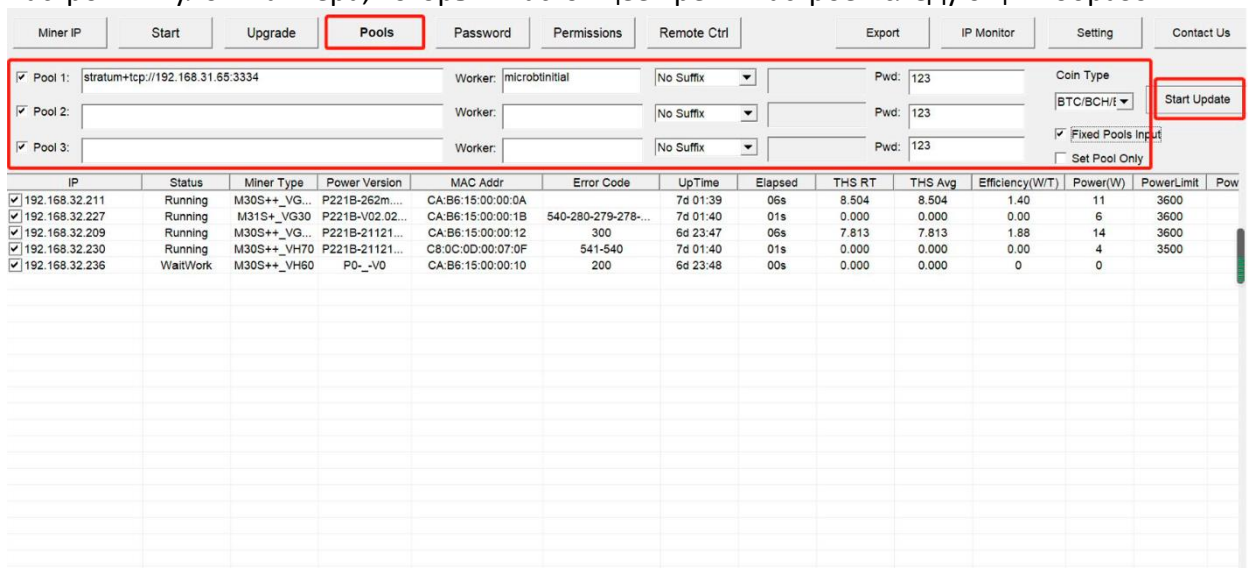 Miner IP Start Upgrade Pools Password Permissions Remote Ctrl Export IP Monitor Setting Contact Us
Pool 1: stratum+tcp://192.168.31.65:3334 Worker: microbtinitial No Suffix Pwd: 123 Coin Type
Pool 2: Worker: No Suffix Pwd: 123 BTC/BCH/ Start Update
Fixed Pools Input
Pool 3: Worker: No Suffix Pwd: 123 Set Pool Only
IP Status Miner Type Power Version MAC Addr Error Code UpTime Elapsed THS RT THS Avg Efficiency(W/T) Power(W) PowerLimit Pow
192.168.32.211 Running M30S++_VG... P221B-262m.... CA:B6:15:00:00:0A 7d 01:39 06s 8.504 8.504 1.40 11 3600
192.168.32.227 Running M31S+_VG30 P221B-V02.02... CA:B6:15:00:00:1B 540-280-279-278-... 7d 01:40 01s 0.000 0.000 0.00 6 3600
192.168.32.209 Running M30S++_VG... P221B-21121... CA:B6:15:00:00:12 300 6d 23:47 06s 7.813 7.813 1.88 14 3600
192.168.32.230 Running M30S++_VH70 P221B-21121... C8:0C:0D:00:07:0F 541-540 7d 01:40 01s 0.000 0.000 0.00 4 3500
192.168.32.236 WaitWork M30S++_VH60 P0-_-V0 CA:B6:15:00:00:10 200 6d 23:48 00s 0.000 0.000 0 0